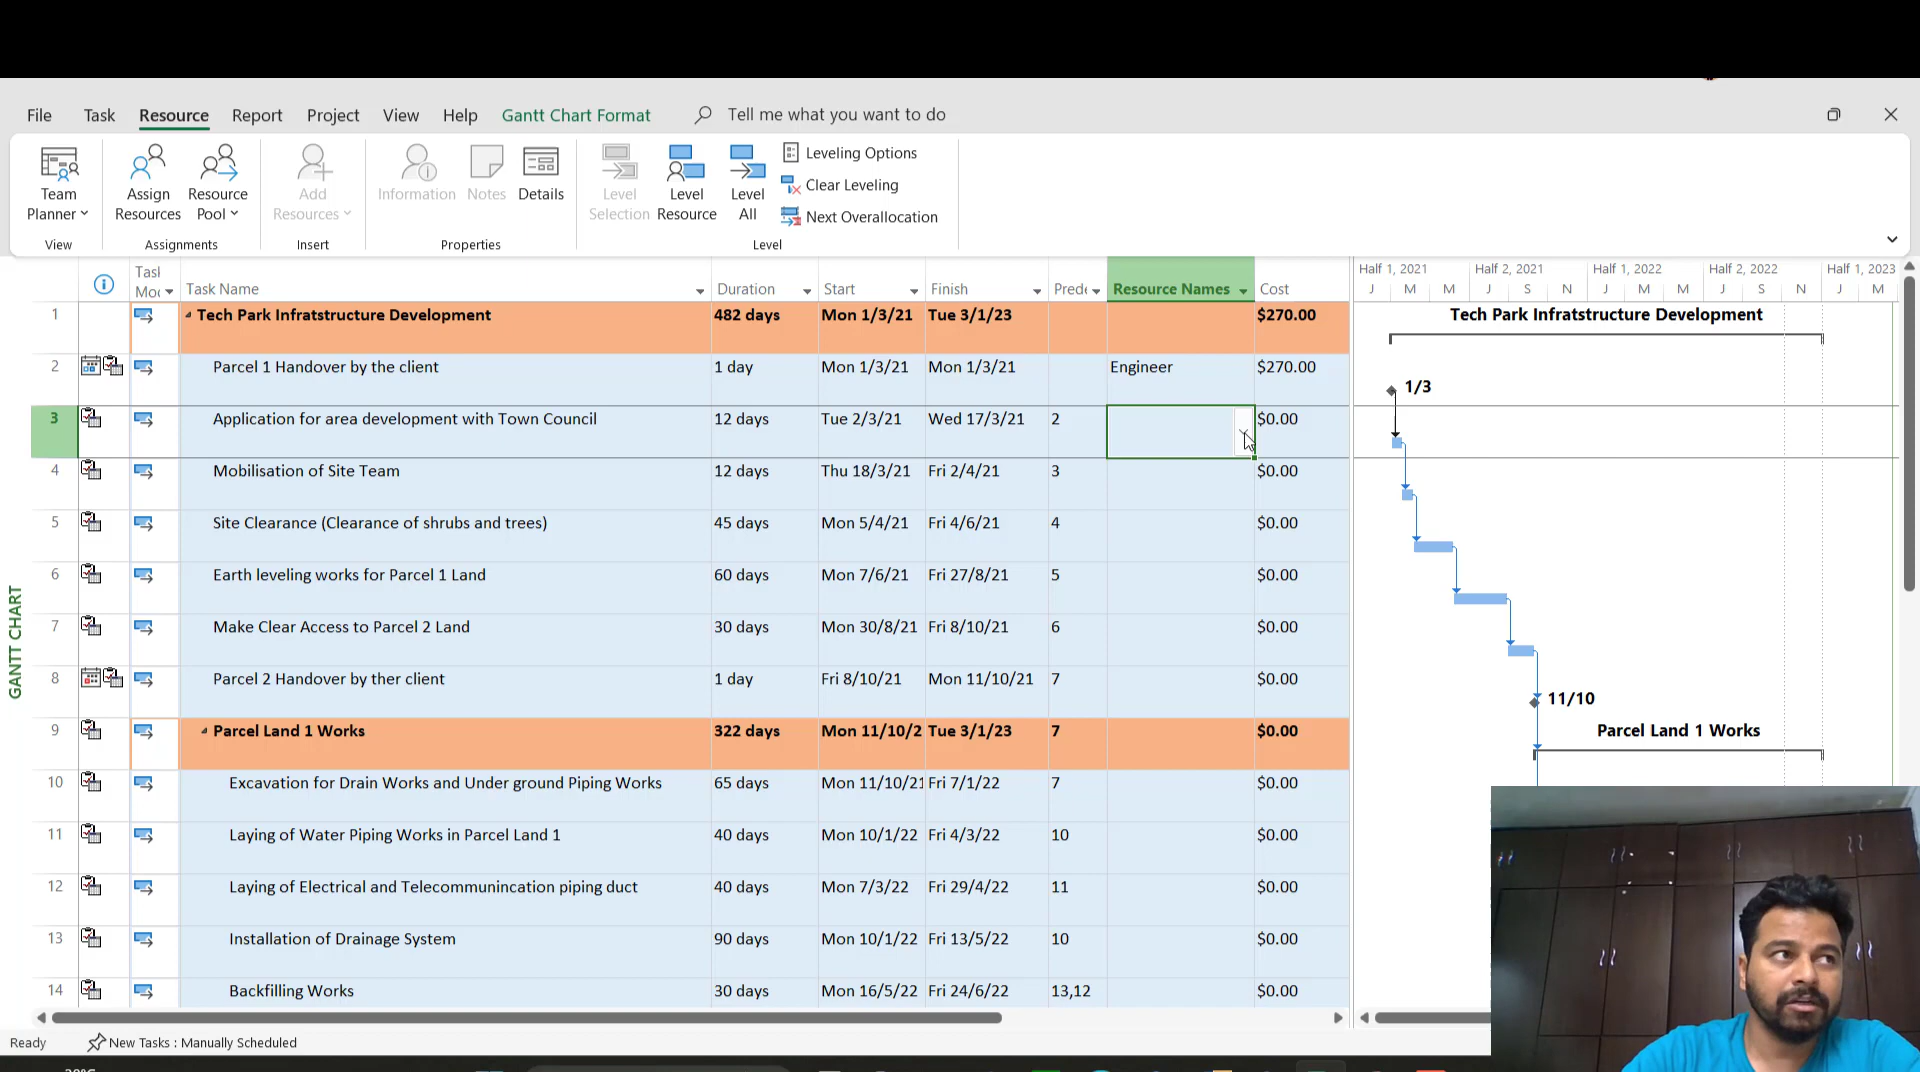 File Task Resource Report Project View Help Gantt Chart Format Tell me what you want to do
Team Planner
Assign Resources
Resource Pool
Add Resources
Information
Notes
Details
Level Selection
Level Resource
Level All
Leveling Options
Clear Leveling
Next Overallocation
View Assignments Insert Properties Level
Task Mod Task Name Duration Start Finish Prede Resource Names Cost
Half 1, 2021 Half 2, 2021 Half 1, 2022 Half 2, 2022 Half 1, 2023
J M M J S N J M M J S N J M
1 Tech Park Infratstructure Development 482 days Mon 1/3/21 Tue 3/1/23 $270.00 Tech Park Infratstructure Development
2 Parcel 1 Handover by the client 1 day Mon 1/3/21 Mon 1/3/21 Engineer $270.00 1/3
3 Application for area development with Town Council 12 days Tue 2/3/21 Wed 17/3/21 2 $0.00
4 Mobilisation of Site Team 12 days Thu 18/3/21 Fri 2/4/21 3 $0.00
5 Site Clearance (Clearance of shrubs and trees) 45 days Mon 5/4/21 Fri 4/6/21 4 $0.00
6 Earth leveling works for Parcel 1 Land 60 days Mon 7/6/21 Fri 27/8/21 5 $0.00
7 Make Clear Access to Parcel 2 Land 30 days Mon 30/8/21 Fri 8/10/21 6 $0.00
8 Parcel 2 Handover by ther client 1 day Fri 8/10/21 Mon 11/10/21 7 $0.00 11/10
9 Parcel Land 1 Works 322 days Mon 11/10/2 Tue 3/1/23 7 $0.00 Parcel Land 1 Works
10 Excavation for Drain Works and Under ground Piping Works 65 days Mon 11/10/21 Fri 7/1/22 7 $0.00
11 Laying of Water Piping Works in Parcel Land 1 40 days Mon 10/1/22 Fri 4/3/22 10 $0.00
12 Laying of Electrical and Telecommunincation piping duct 40 days Mon 7/3/22 Fri 29/4/22 11 $0.00
13 Installation of Drainage System 90 days Mon 10/1/22 Fri 13/5/22 10 $0.00
14 Backfilling Works 30 days Mon 16/5/22 Fri 24/6/22 13,12 $0.00
GANTT CHART
Ready New Tasks : Manually Scheduled